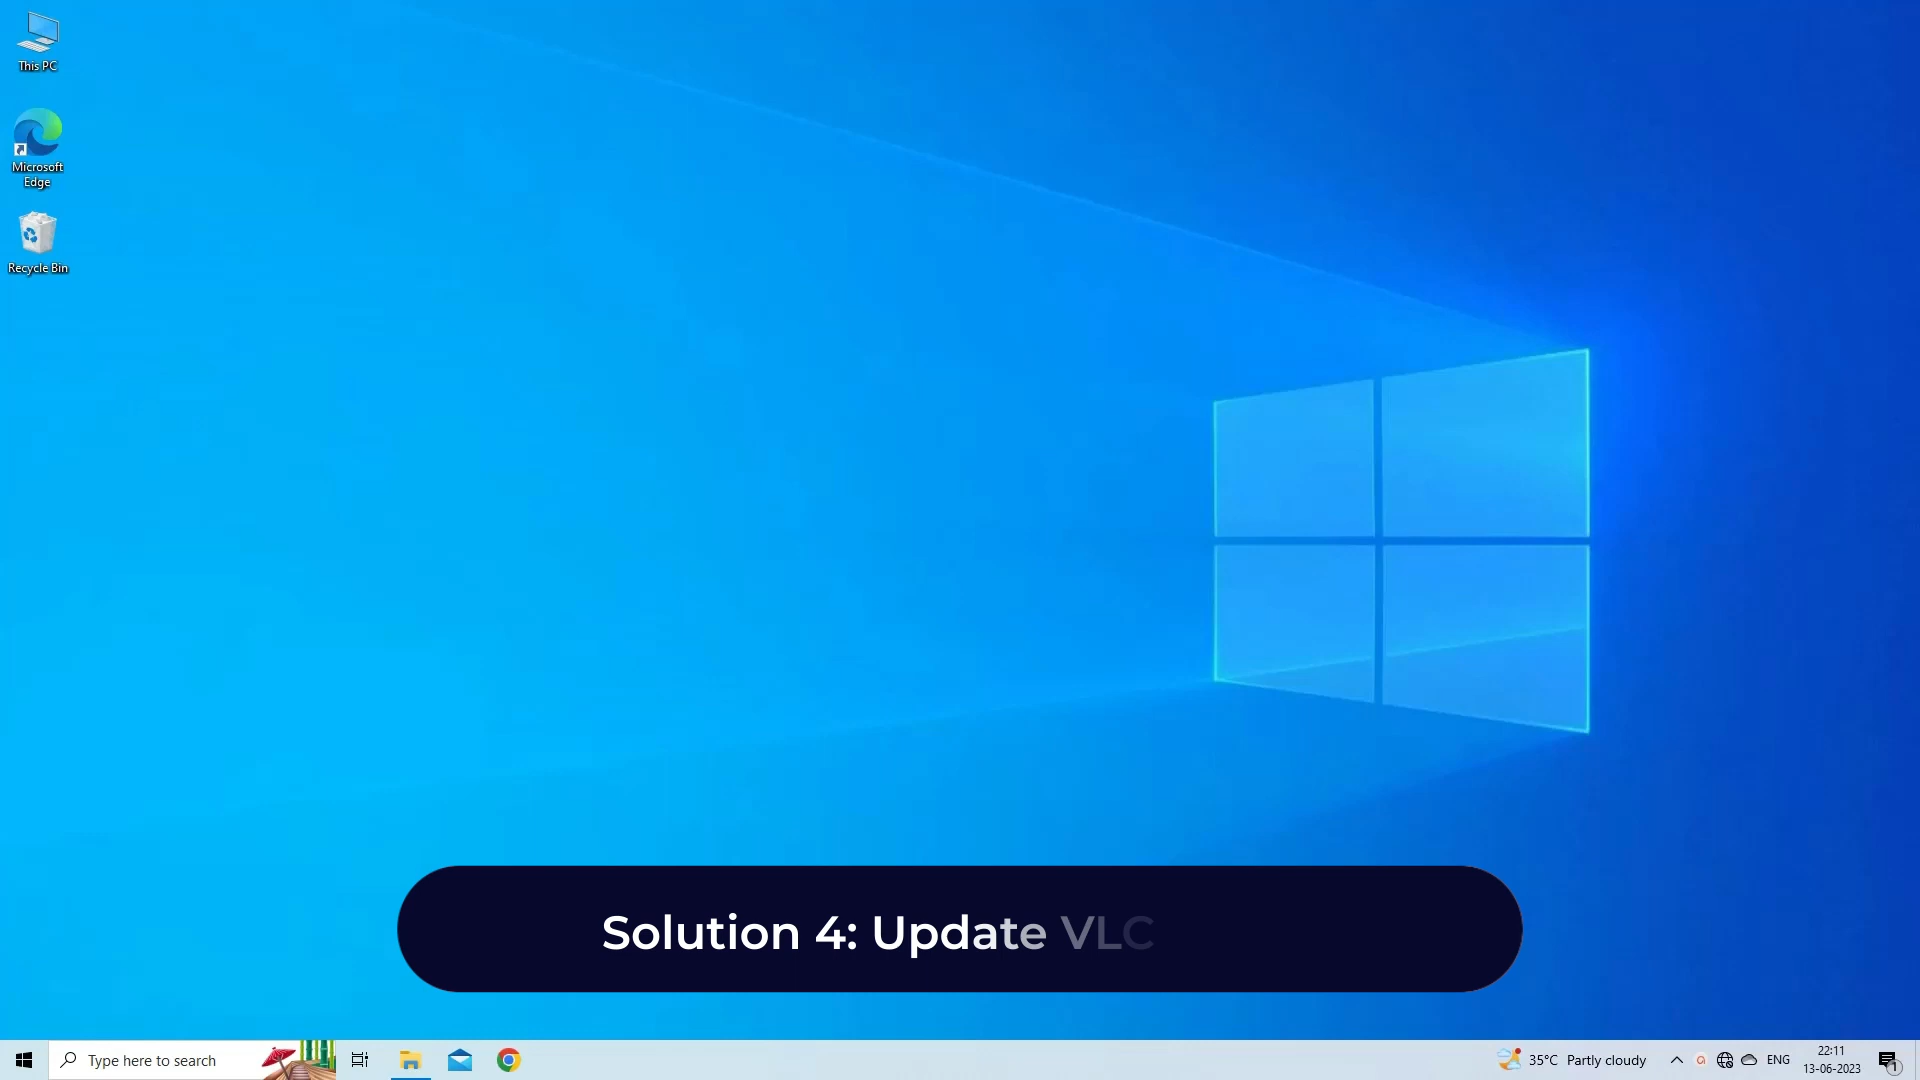 This PC
Microsoft
Edge
Recycle Bin
Solution 4: Update VLC
Type here to search
35°C Partly cloudy
ENG
22:11
13-06-2023
1